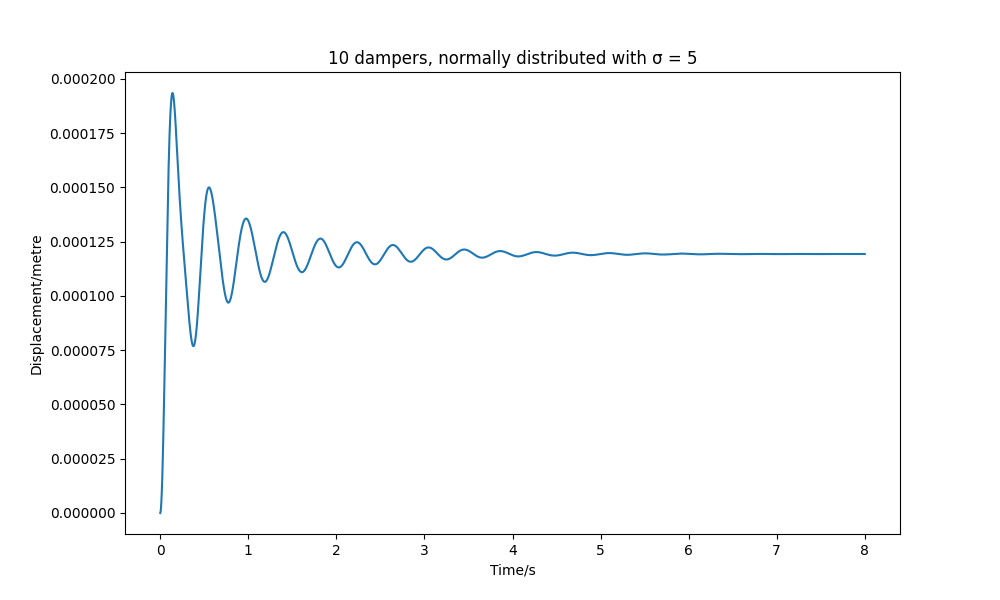 10 dampers, normally distributed with σ = 5
0.000200
0.000175
0.000150
0.000125
0.000100
0.000075
0.000050
0.000025
0.000000
Displacement/metre
0 1 2 3 4 5 6 7 8
Time/s